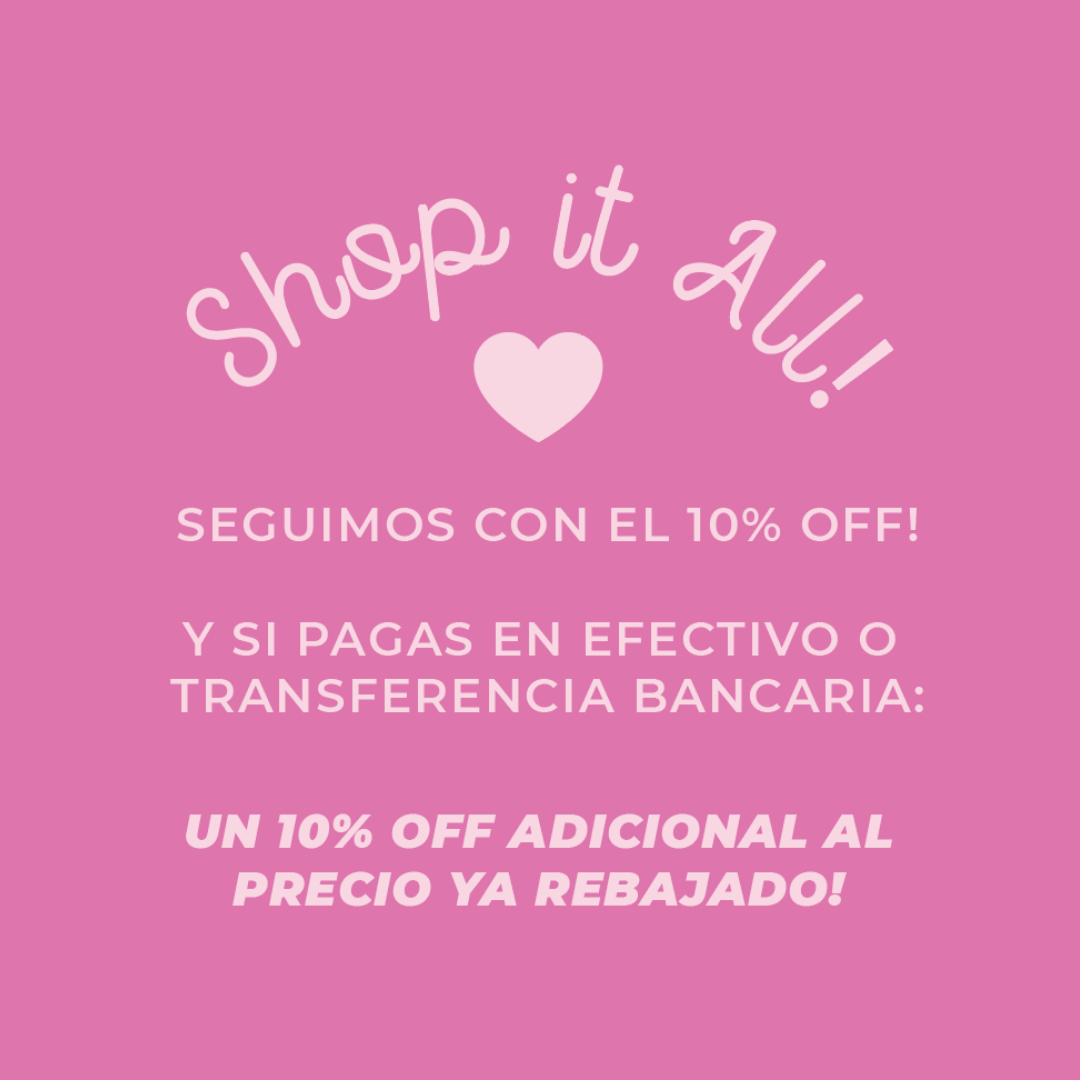 Shop it All!
SEGUIMOS CON EL 10% OFF!
Y SI PAGAS EN EFECTIVO O
TRANSFERENCIA BANCARIA:
UN 10% OFF ADICIONAL AL
PRECIO YA REBAJADO!